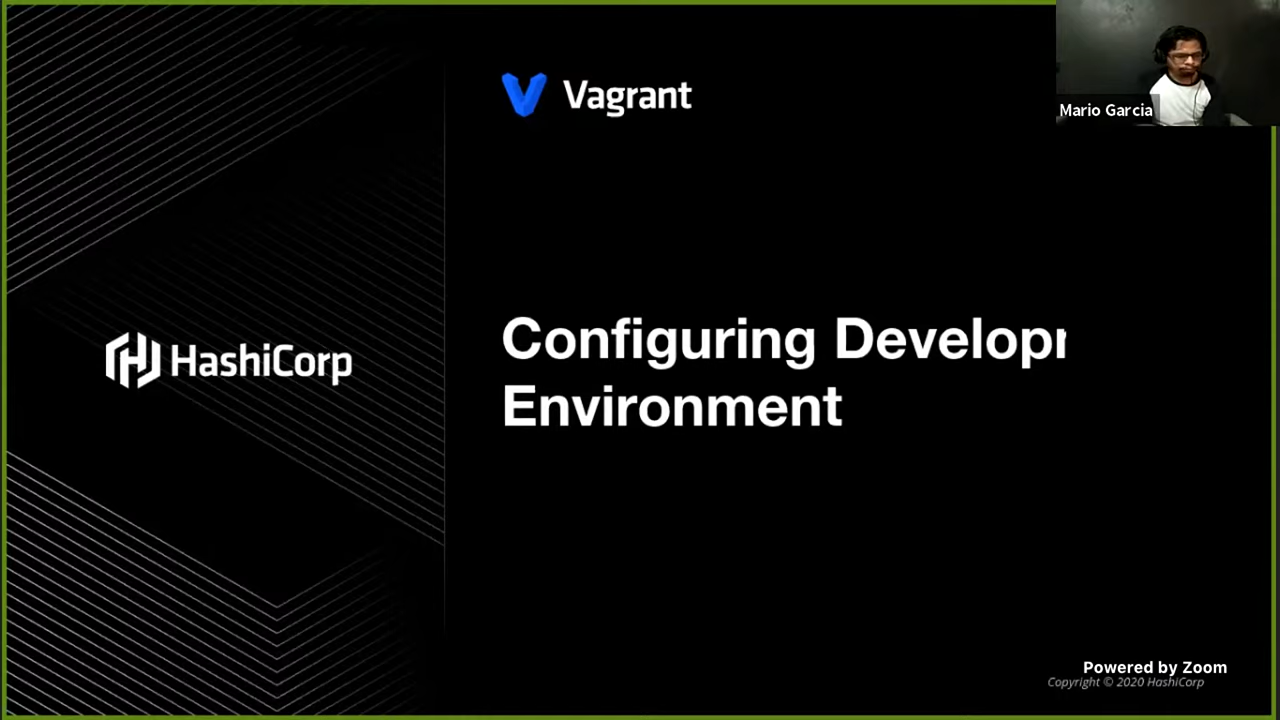 Vagrant
Mario Garcia
HashiCorp
Configuring Develop
Environment
Powered by Zoom
Copyright © 2020 HashiCorp